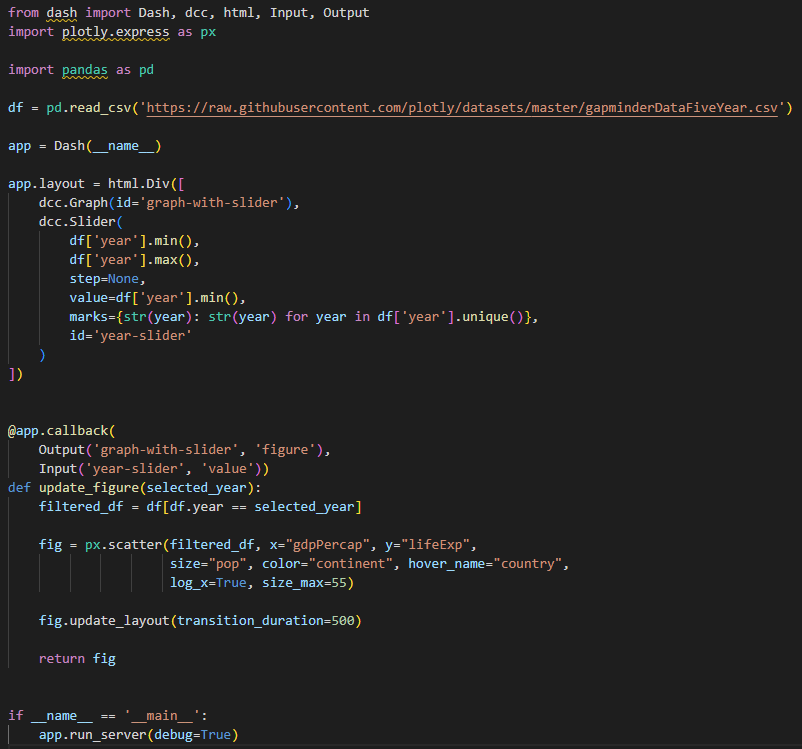 from dash import Dash, dcc, html, Input, Output
import plotly.express as px
import pandas as pd
df = pd.read_csv('https://raw.githubusercontent.com/plotly/datasets/master/gapminderDataFiveYear.csv')
app = Dash(__name__)
app.layout = html.Div([
    dcc.Graph(id='graph-with-slider'),
    dcc.Slider(
        df['year'].min(),
        df['year'].max(),
        step=None,
        value=df['year'].min(),
        marks={str(year): str(year) for year in df['year'].unique()},
        id='year-slider'
    )
])
@app.callback(
    Output('graph-with-slider', 'figure'),
    Input('year-slider', 'value'))
def update_figure(selected_year):
    filtered_df = df[df.year == selected_year]
    fig = px.scatter(filtered_df, x="gdpPercap", y="lifeExp",
                     size="pop", color="continent", hover_name="country",
                     log_x=True, size_max=55)
    fig.update_layout(transition_duration=500)
    return fig
if __name__ == '__main__':
    app.run_server(debug=True)